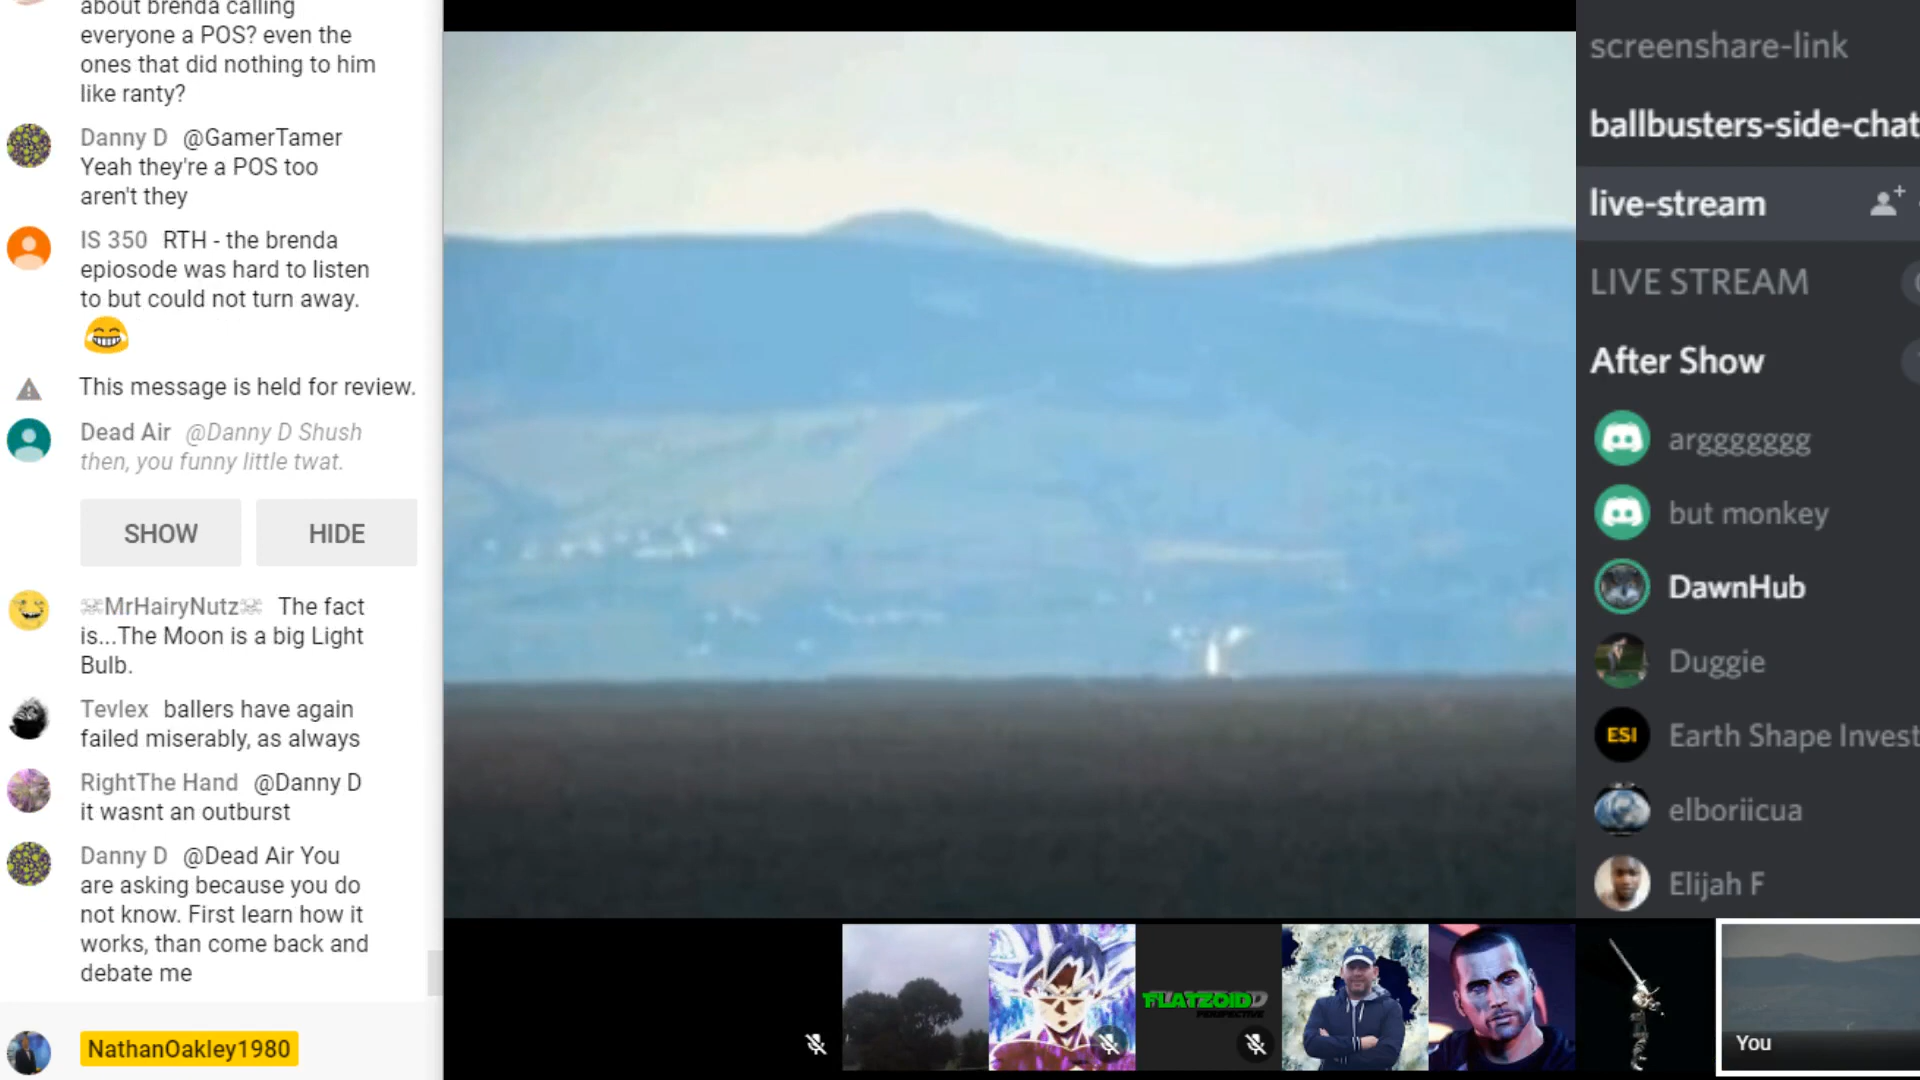 about brenda calling
everyone a POS? even the
ones that did nothing to him
like ranty?
Danny D @GamerTamer
Yeah they're a POS too
aren't they
IS 350 RTH - the brenda
epiosode was hard to listen
to but could not turn away.
This message is held for review.
Dead Air @Danny D Shush
then, you funny little twat.
SHOW HIDE
☠MrHairyNutz☠ The fact
is...The Moon is a big Light
Bulb.
Tevlex ballers have again
failed miserably, as always
RightThe Hand @Danny D
it wasnt an outburst
Danny D @Dead Air You
are asking because you do
not know. First learn how it
works, than come back and
debate me
NathanOakley1980
FLATZOIDD
PERSPECTIVE
You
screenshare-link
ballbusters-side-chat
live-stream
LIVE STREAM
After Show
arggggggg
but monkey
DawnHub
Duggie
ESI Earth Shape Invest
elboriicua
Elijah F